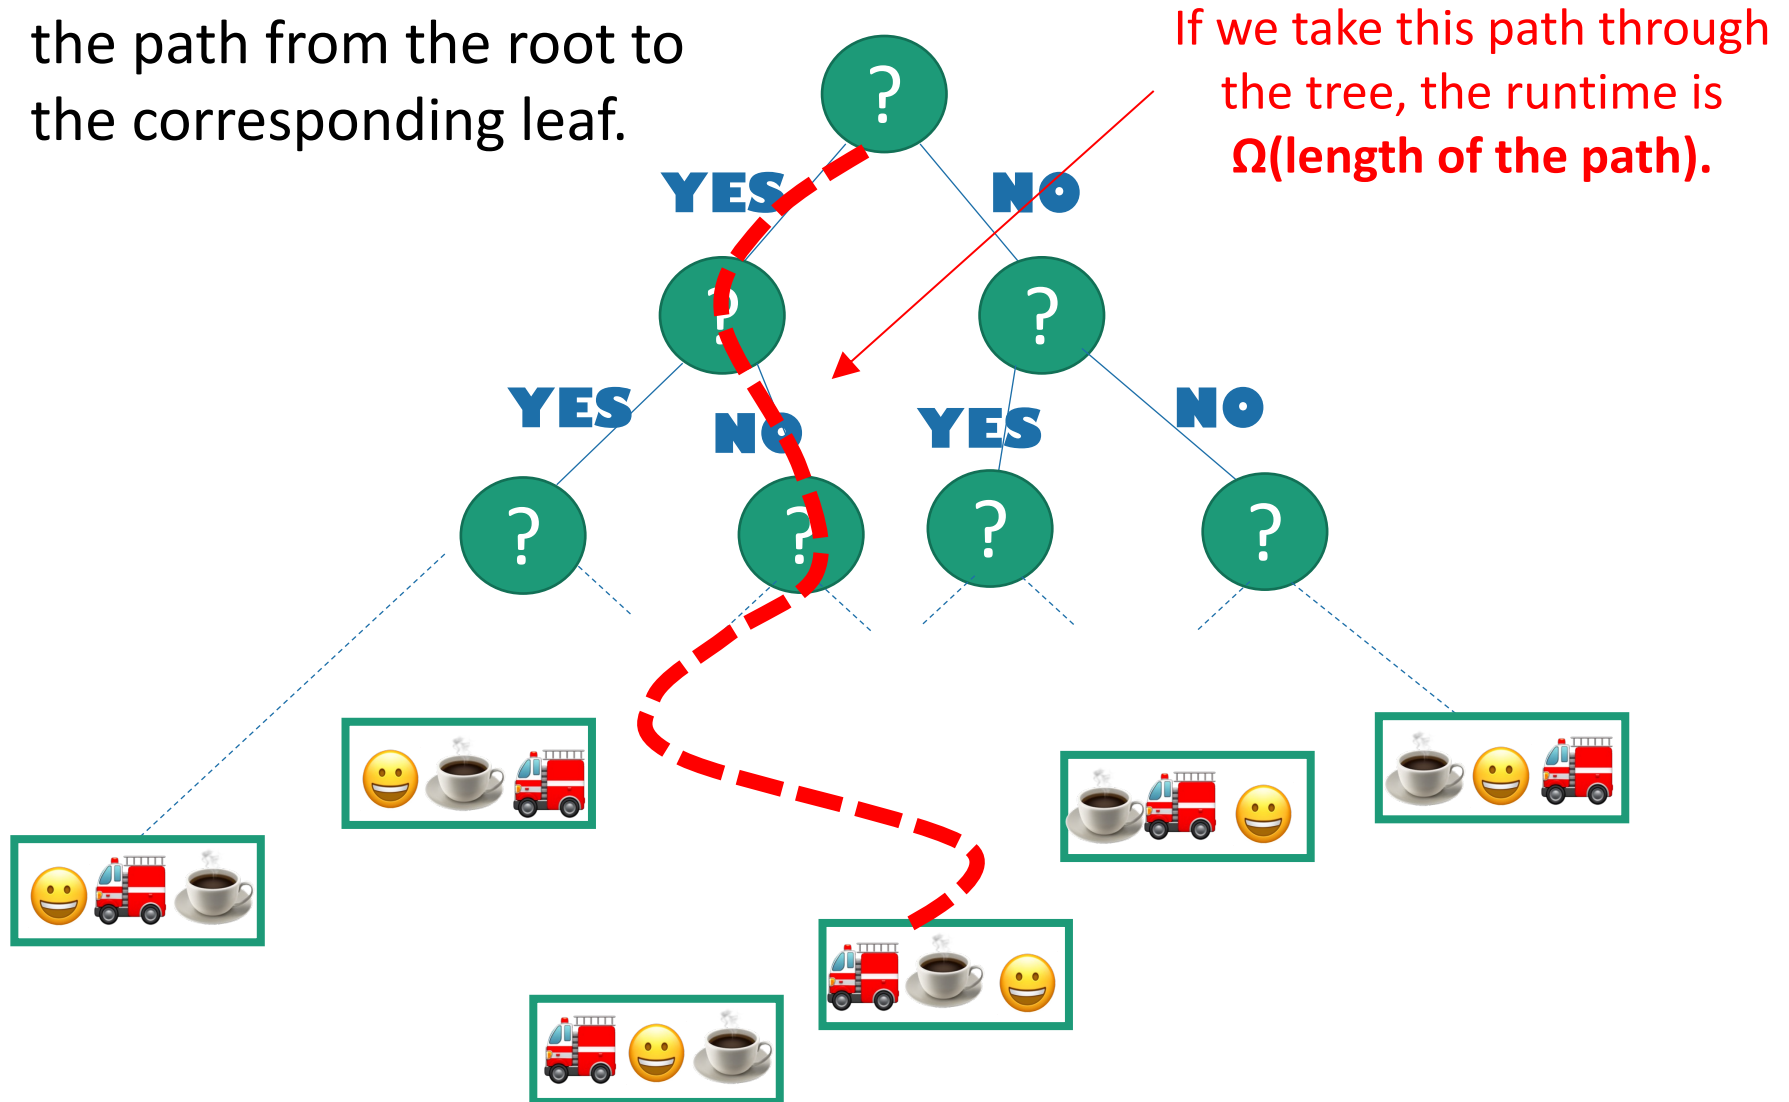 the path from the root to
the corresponding leaf.
If we take this path through
the tree, the runtime is
Ω(length of the path).
?
YES
NO
?
?
YES
NO
YES
NO
?
?
?
?